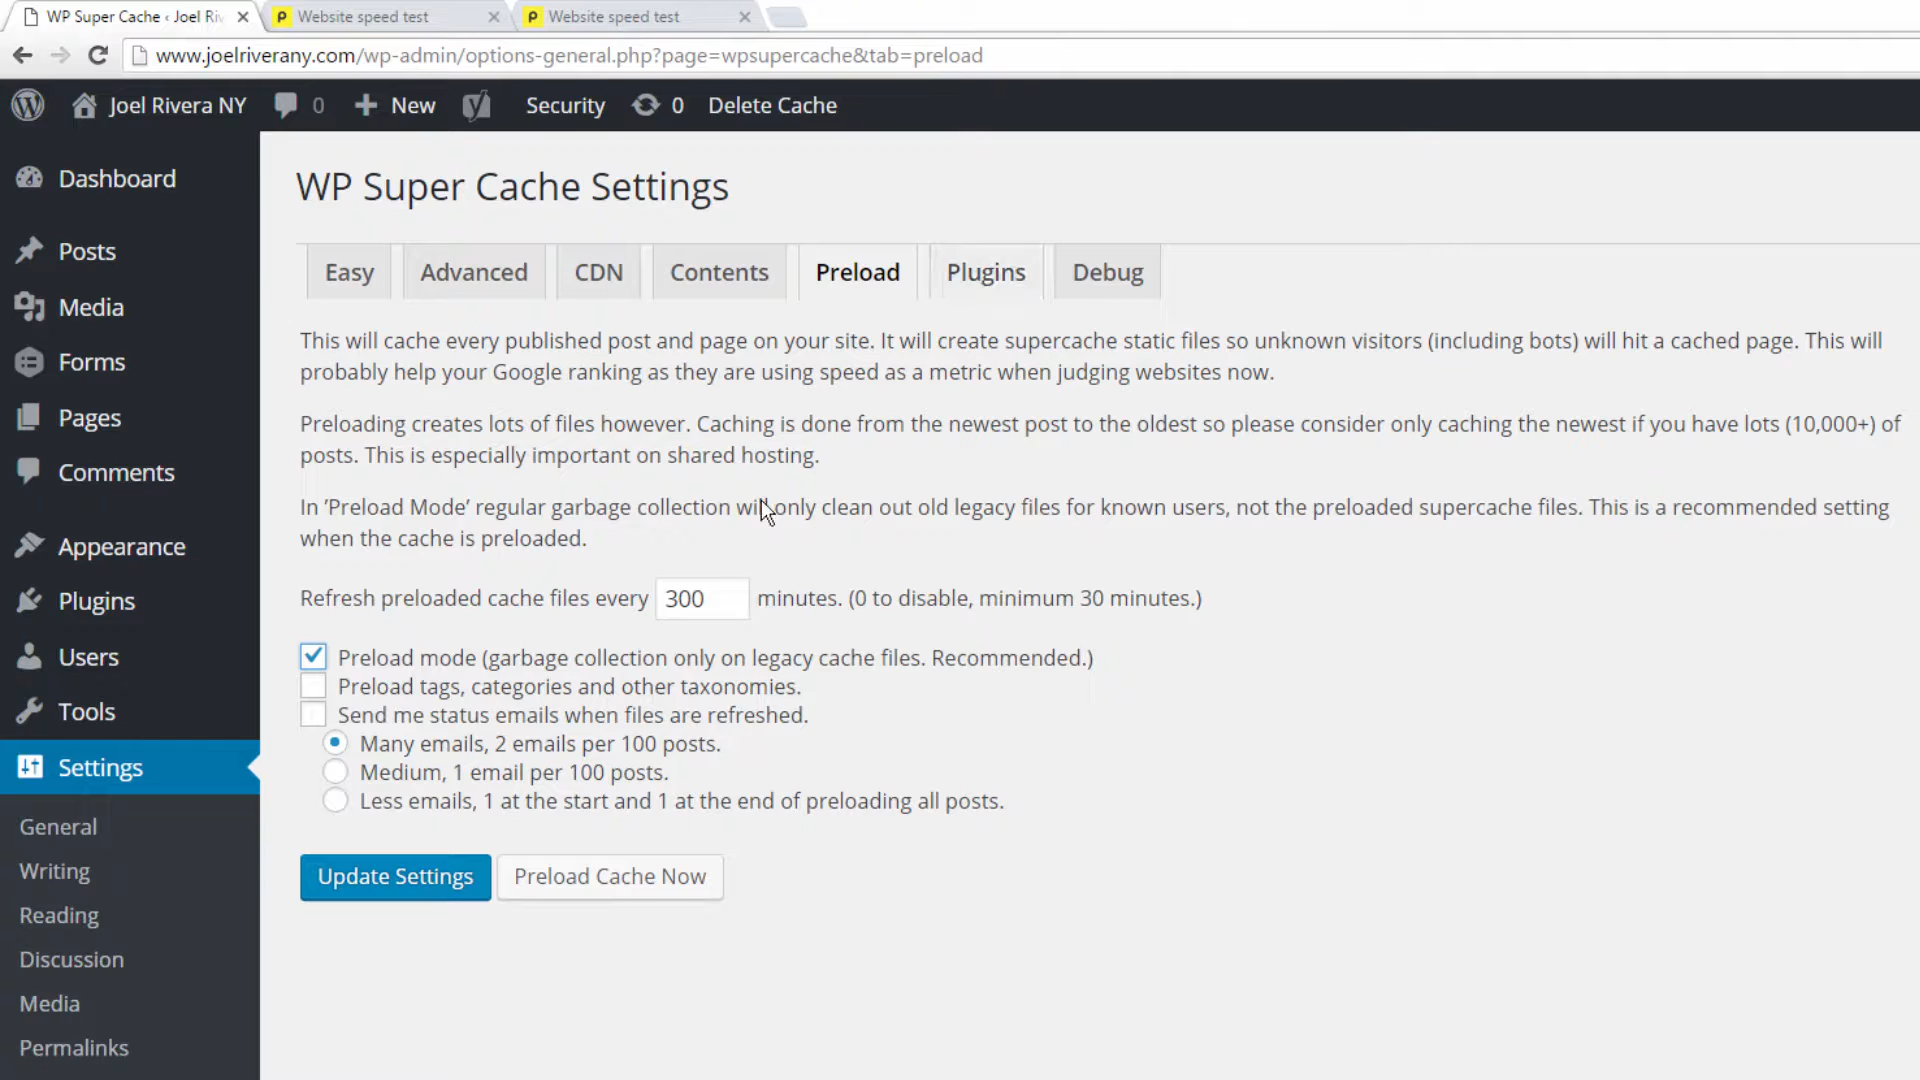 WP Super Cache ‹ Joel Riv
Website speed test
Website speed test
www.joelriverany.com/wp-admin/options-general.php?page=wpsupercache&tab=preload
Joel Rivera NY
0
New
Security
0
Delete Cache
Dashboard
Posts
Media
Forms
Pages
Comments
Appearance
Plugins
Users
Tools
Settings
General
Writing
Reading
Discussion
Media
Permalinks
WP Super Cache Settings
Easy
Advanced
CDN
Contents
Preload
Plugins
Debug
This will cache every published post and page on your site. It will create supercache static files so unknown visitors (including bots) will hit a cached page. This will
probably help your Google ranking as they are using speed as a metric when judging websites now.
Preloading creates lots of files however. Caching is done from the newest post to the oldest so please consider only caching the newest if you have lots (10,000+) of
posts. This is especially important on shared hosting.
In ’Preload Mode’ regular garbage collection will only clean out old legacy files for known users, not the preloaded supercache files. This is a recommended setting
when the cache is preloaded.
Refresh preloaded cache files every 300 minutes. (0 to disable, minimum 30 minutes.)
Preload mode (garbage collection only on legacy cache files. Recommended.)
Preload tags, categories and other taxonomies.
Send me status emails when files are refreshed.
Many emails, 2 emails per 100 posts.
Medium, 1 email per 100 posts.
Less emails, 1 at the start and 1 at the end of preloading all posts.
Update Settings
Preload Cache Now